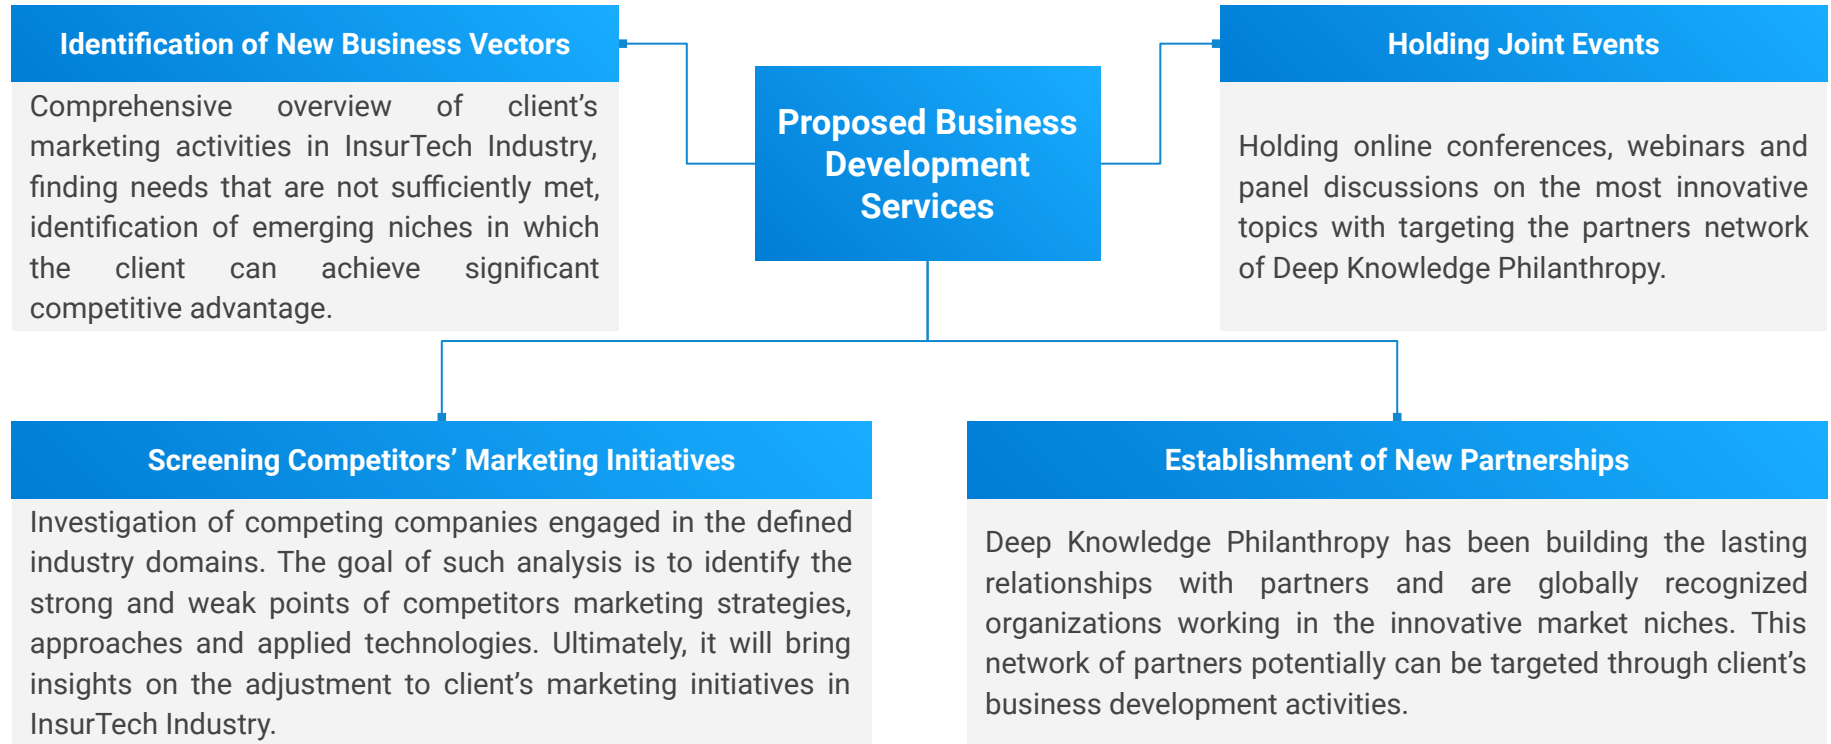 Identification of New Business Vectors
Comprehensive overview of client’s
marketing activities in InsurTech Industry,
finding needs that are not sufficiently met,
identification of emerging niches in which
the client can achieve significant
competitive advantage.
Proposed Business
Development
Services
Holding Joint Events
Holding online conferences, webinars and
panel discussions on the most innovative
topics with targeting the partners network
of Deep Knowledge Philanthropy.
Screening Competitors’ Marketing Initiatives
Investigation of competing companies engaged in the defined
industry domains. The goal of such analysis is to identify the
strong and weak points of competitors marketing strategies,
approaches and applied technologies. Ultimately, it will bring
insights on the adjustment to client’s marketing initiatives in
InsurTech Industry.
Establishment of New Partnerships
Deep Knowledge Philanthropy has been building the lasting
relationships with partners and are globally recognized
organizations working in the innovative market niches. This
network of partners potentially can be targeted through client’s
business development activities.